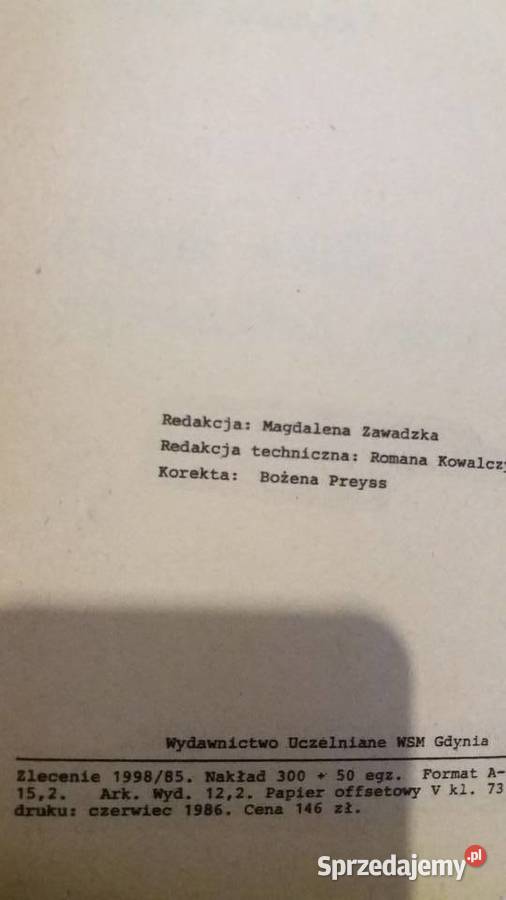 Redakcja: Magdalena Zawadzka
Redakcja techniczna: Romana
Korekta: Bożena Preyss
Wydawnictwo Uczelniane WSM Gdynia
Zlecenie 1998/85. Nakład 300 + 50 egz. Format A-
15,2. Ark. Wyd. 12,2. Papier offsetowy V kl. 73
druku: czerwiec 1986. Cena 146 zł.
Sprzedajemy.pl